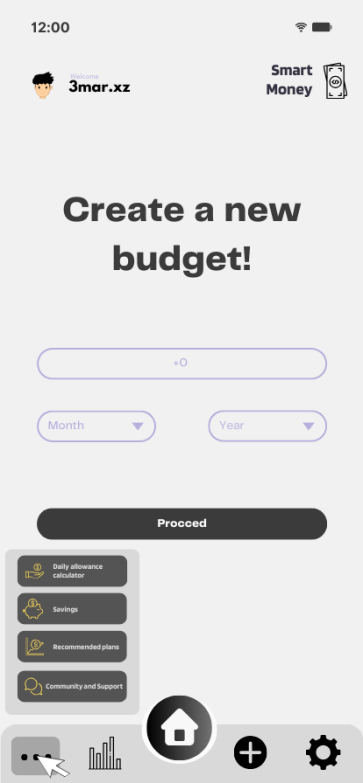 12:00
Welcome
3mar.xz
Smart
Money
Create a new
budget!
+0
Month
Year
Procced
Daily allowance
calculator
Savings
Recommended plans
Community and Support